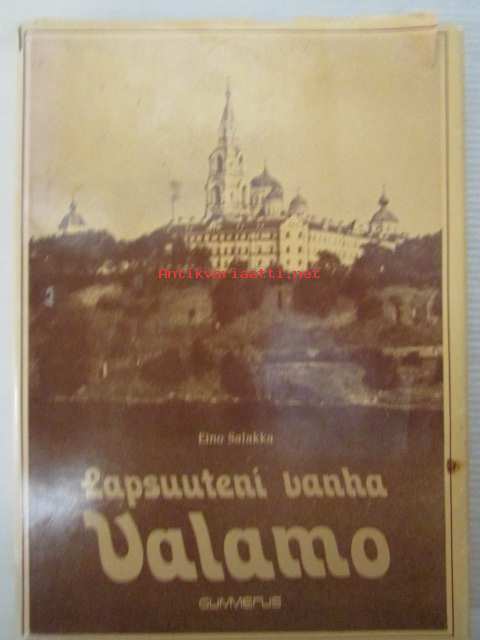 Antikvariaatti.net
Eino Salakka
Lapsuuteni vanha
Valamo
GUMMERUS